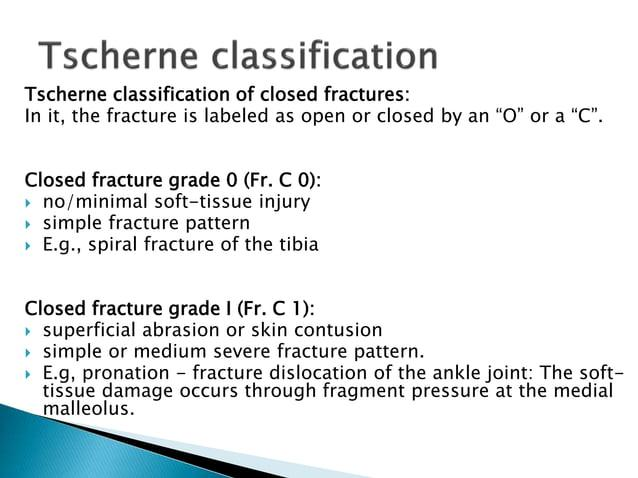 Tscherne classification
Tscherne classification of closed fractures:
In it, the fracture is labeled as open or closed by an “O” or a “C”.
Closed fracture grade 0 (Fr. C 0):
no/minimal soft-tissue injury
simple fracture pattern
E.g., spiral fracture of the tibia
Closed fracture grade I (Fr. C 1):
superficial abrasion or skin contusion
simple or medium severe fracture pattern.
E.g, pronation - fracture dislocation of the ankle joint: The soft-
tissue damage occurs through fragment pressure at the medial
malleolus.